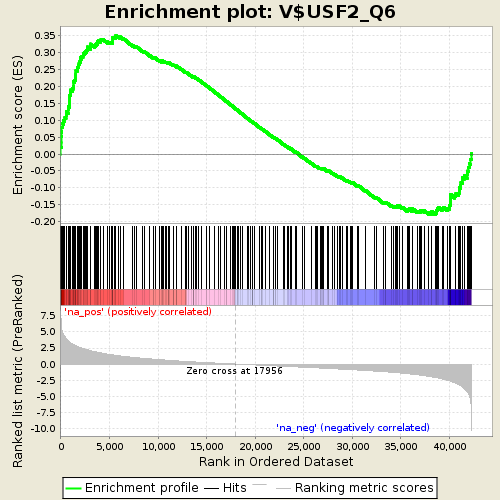 Enrichment plot: V$USF2_Q6
Enrichment score (ES)
0.35
0.30
0.25
0.20
0.15
0.10
0.05
0.00
-0.05
-0.10
-0.15
-0.20
'na_pos' (positively correlated)
Ranked list metric (PreRanked)
7.5
5.0
2.5
0.0
-2.5
-5.0
-7.5
-10.0
Zero cross at 17956
'na_neg' (negatively correlated)
0 5,000 10,000 15,000 20,000 25,000 30,000 35,000 40,000
Rank in Ordered Dataset
Enrichment profile Hits Ranking metric scores